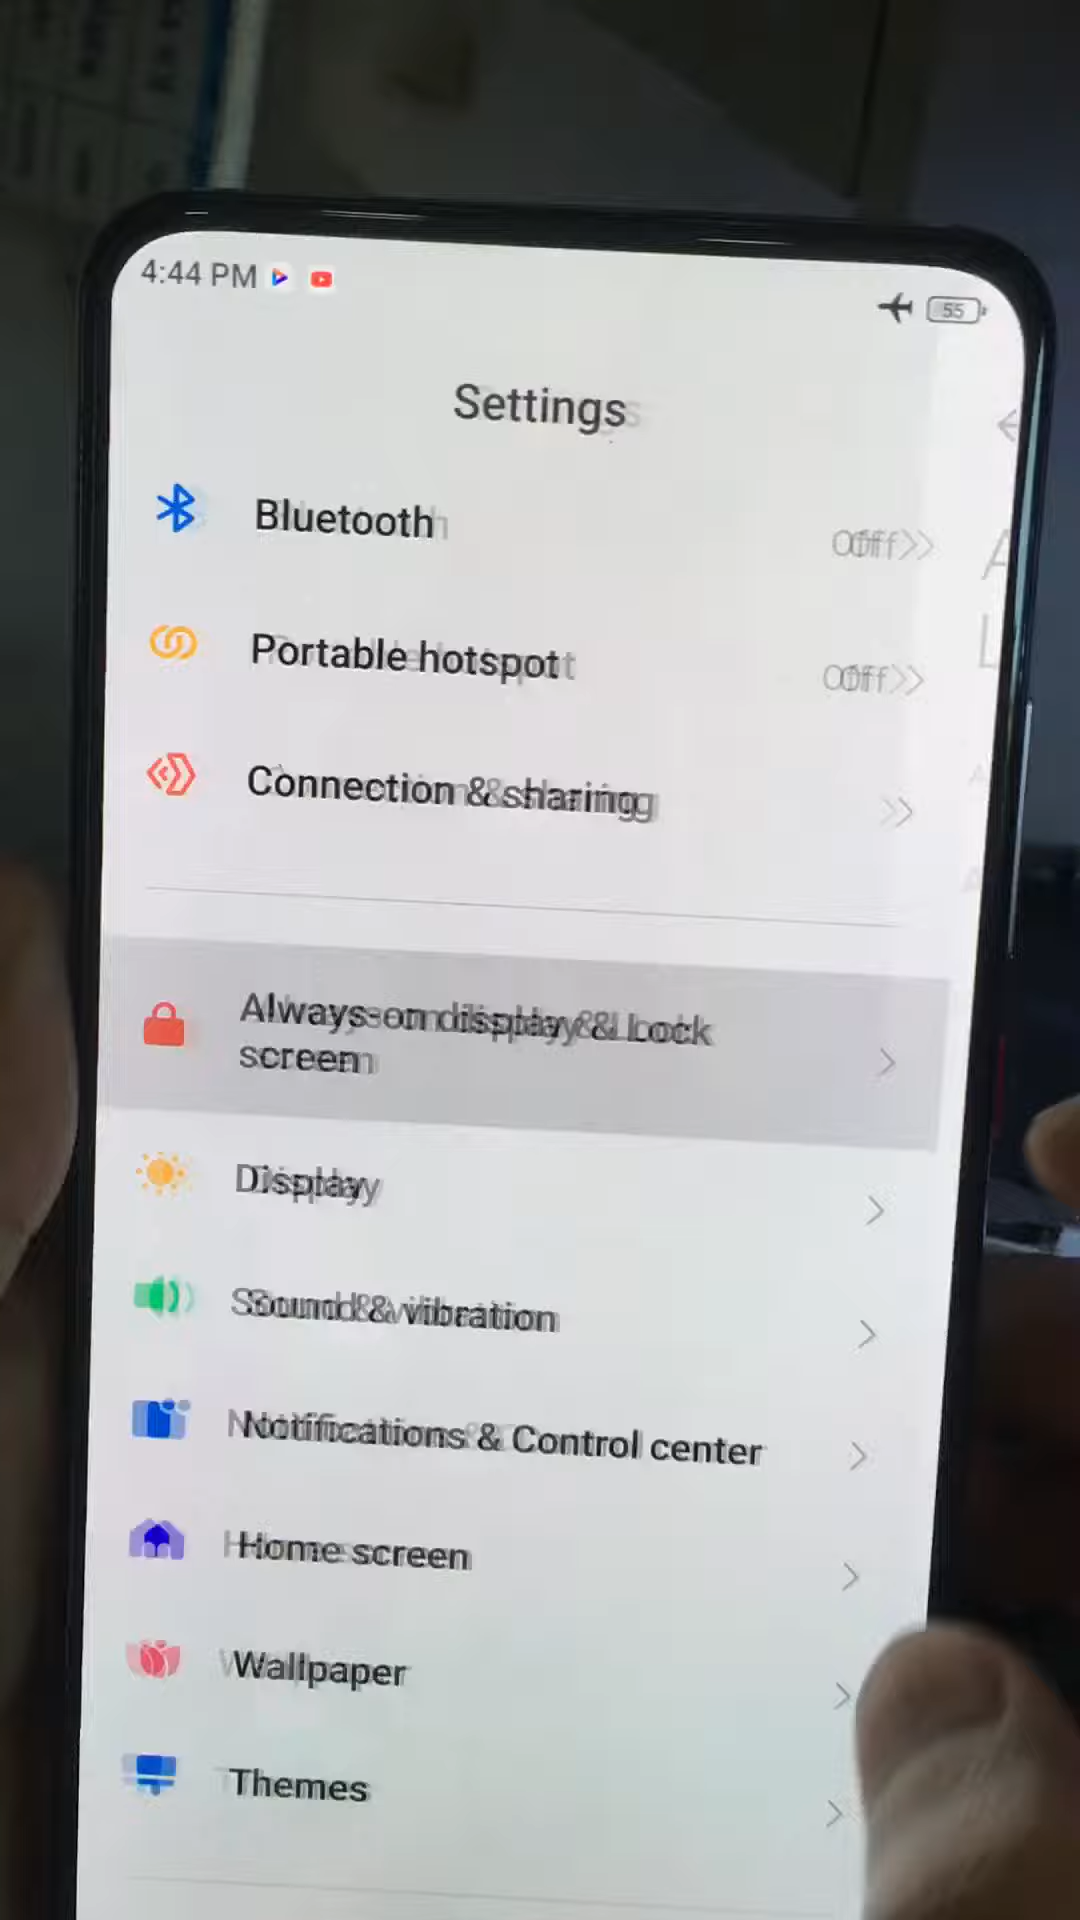 4:44 PM
55
Settings
Bluetooth
Off
Portable hotspot
Off
Connection & sharing
Always-on display & Lock
screen
Display
Sound & vibration
Notifications & Control center
Home screen
Wallpaper
Themes